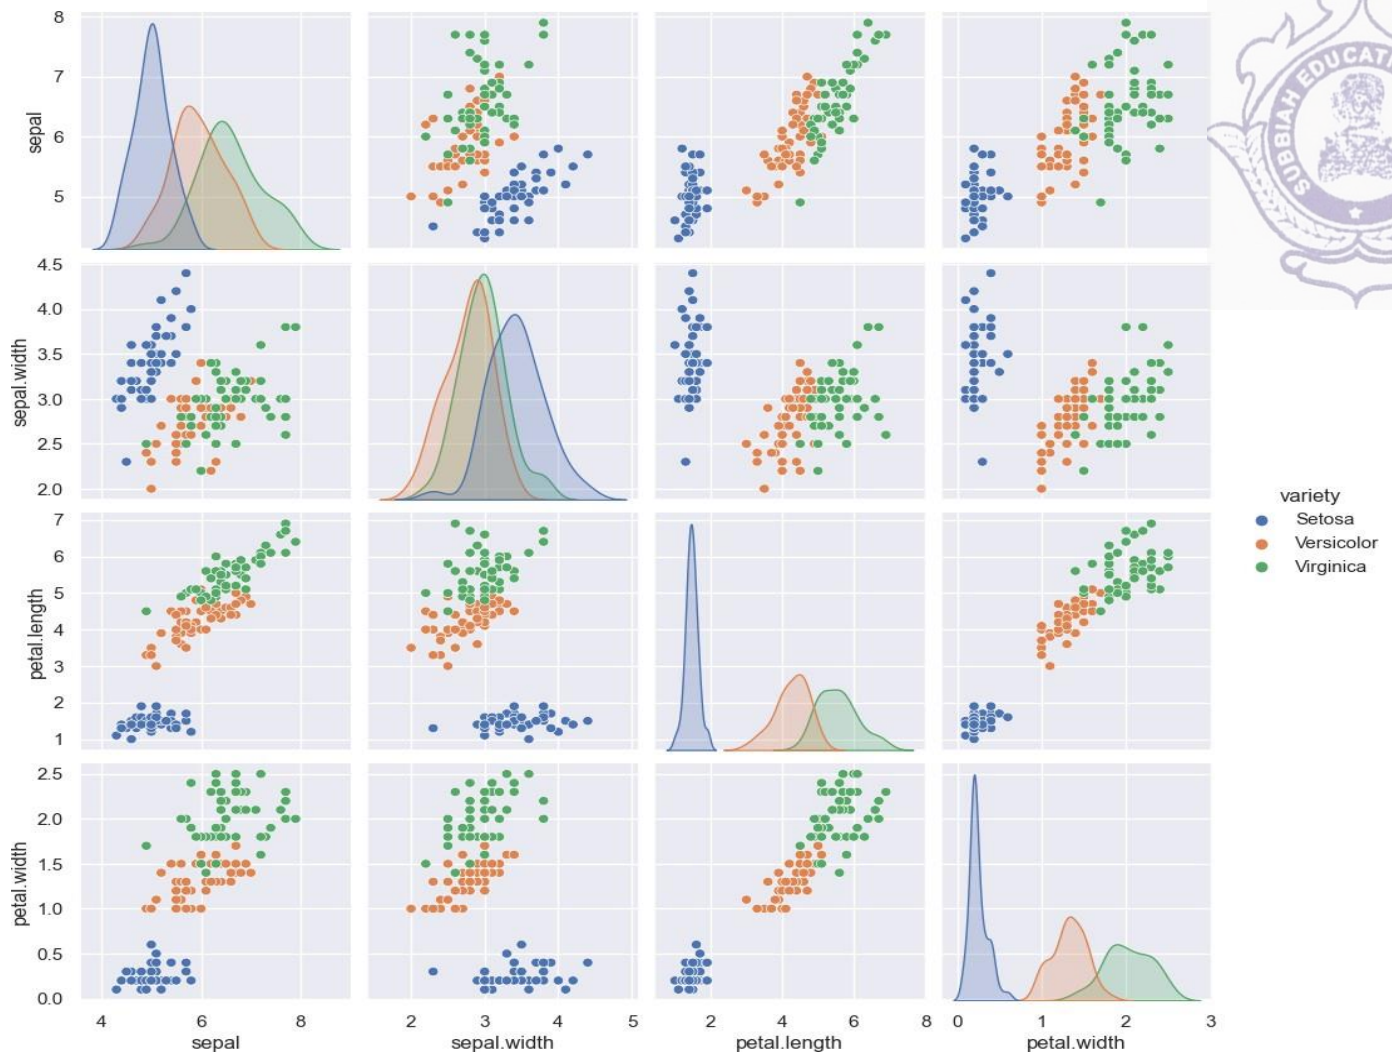 8
7
6
5
sepal
4.5
4.0
3.5
3.0
2.5
2.0
sepal.width
7
6
5
4
3
2
1
petal.length
2.5
2.0
1.5
1.0
0.5
0.0
petal.width
4 6 8
sepal
2 3 4 5
sepal.width
2 4 6 8
petal.length
0 1 2 3
petal.width
variety
Setosa
Versicolor
Virginica
SUBBIAH EDUCATI